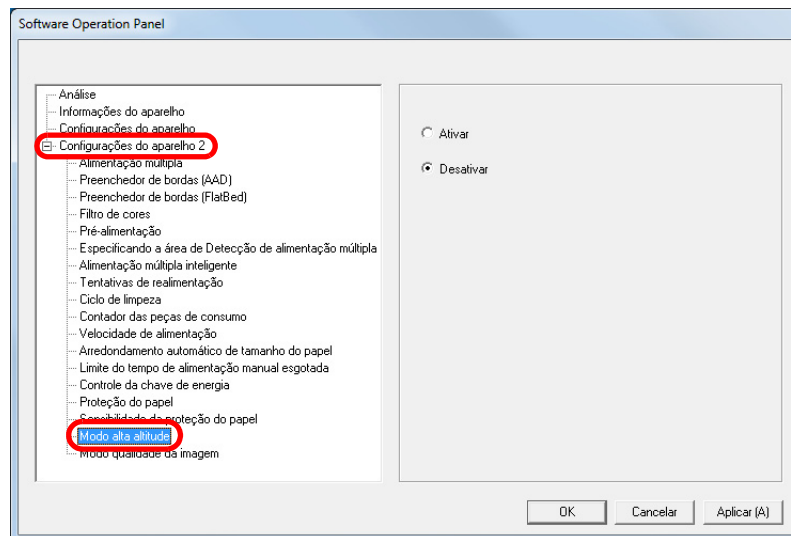 Software Operation Panel
Análise
Informações do aparelho
Configurações do aparelho
Configurações do aparelho 2
Alimentação múltipla
Preenchedor de bordas (AAD)
Preenchedor de bordas (FlatBed)
Filtro de cores
Pré-alimentação
Especificando a área de Detecção de alimentação múltipla
Alimentação múltipla inteligente
Tentativas de realimentação
Ciclo de limpeza
Contador das peças de consumo
Velocidade de alimentação
Arredondamento automático de tamanho do papel
Limite do tempo de alimentação manual esgotada
Controle da chave de energia
Proteção do papel
Sensibilidade da proteção do papel
Modo alta altitude
Modo qualidade da imagem
Ativar
Desativar
OK
Cancelar
Aplicar (A)